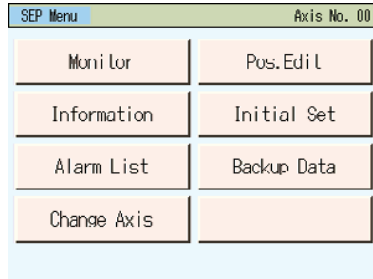 SEP Menu Axis No. 00
Monitor Pos.Edit
Information Initial Set
Alarm List Backup Data
Change Axis